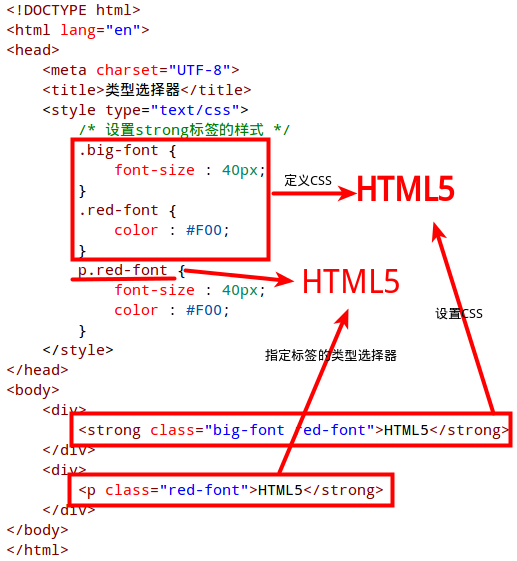 <!DOCTYPE html>
<html lang="en">
<head>
    <meta charset="UTF-8">
    <title>类型选择器</title>
    <style type="text/css">
        /* 设置strong标签的样式 */
        .big-font {
            font-size : 40px;
        }
        .red-font {
            color : #F00;
        }
        p.red-font {
            font-size : 40px;
            color : #F00;
        }
    </style>
</head>
<body>
    <div>
        <strong class="big-font red-font">HTML5</strong>
    </div>
    <div>
        <p class="red-font">HTML5</strong>
    </div>
</body>
</html>
定义CSS
HTML5
HTML5
设置CSS
指定标签的类型选择器